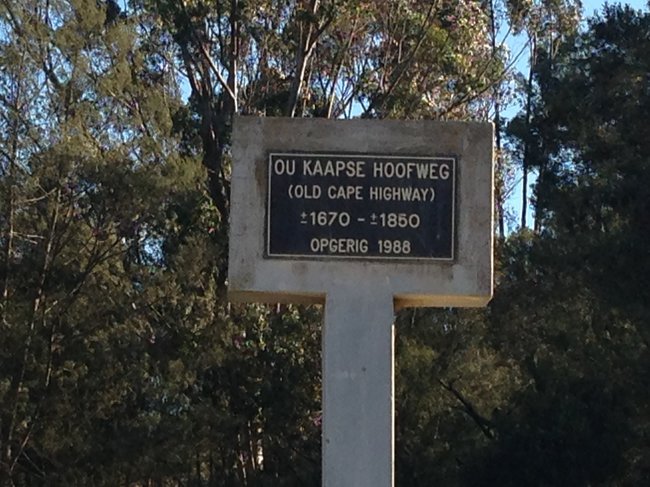 OU KAAPSE HOOFWEG
(OLD CAPE HIGHWAY)
±1670 - ±1850
OPGERIG 1988